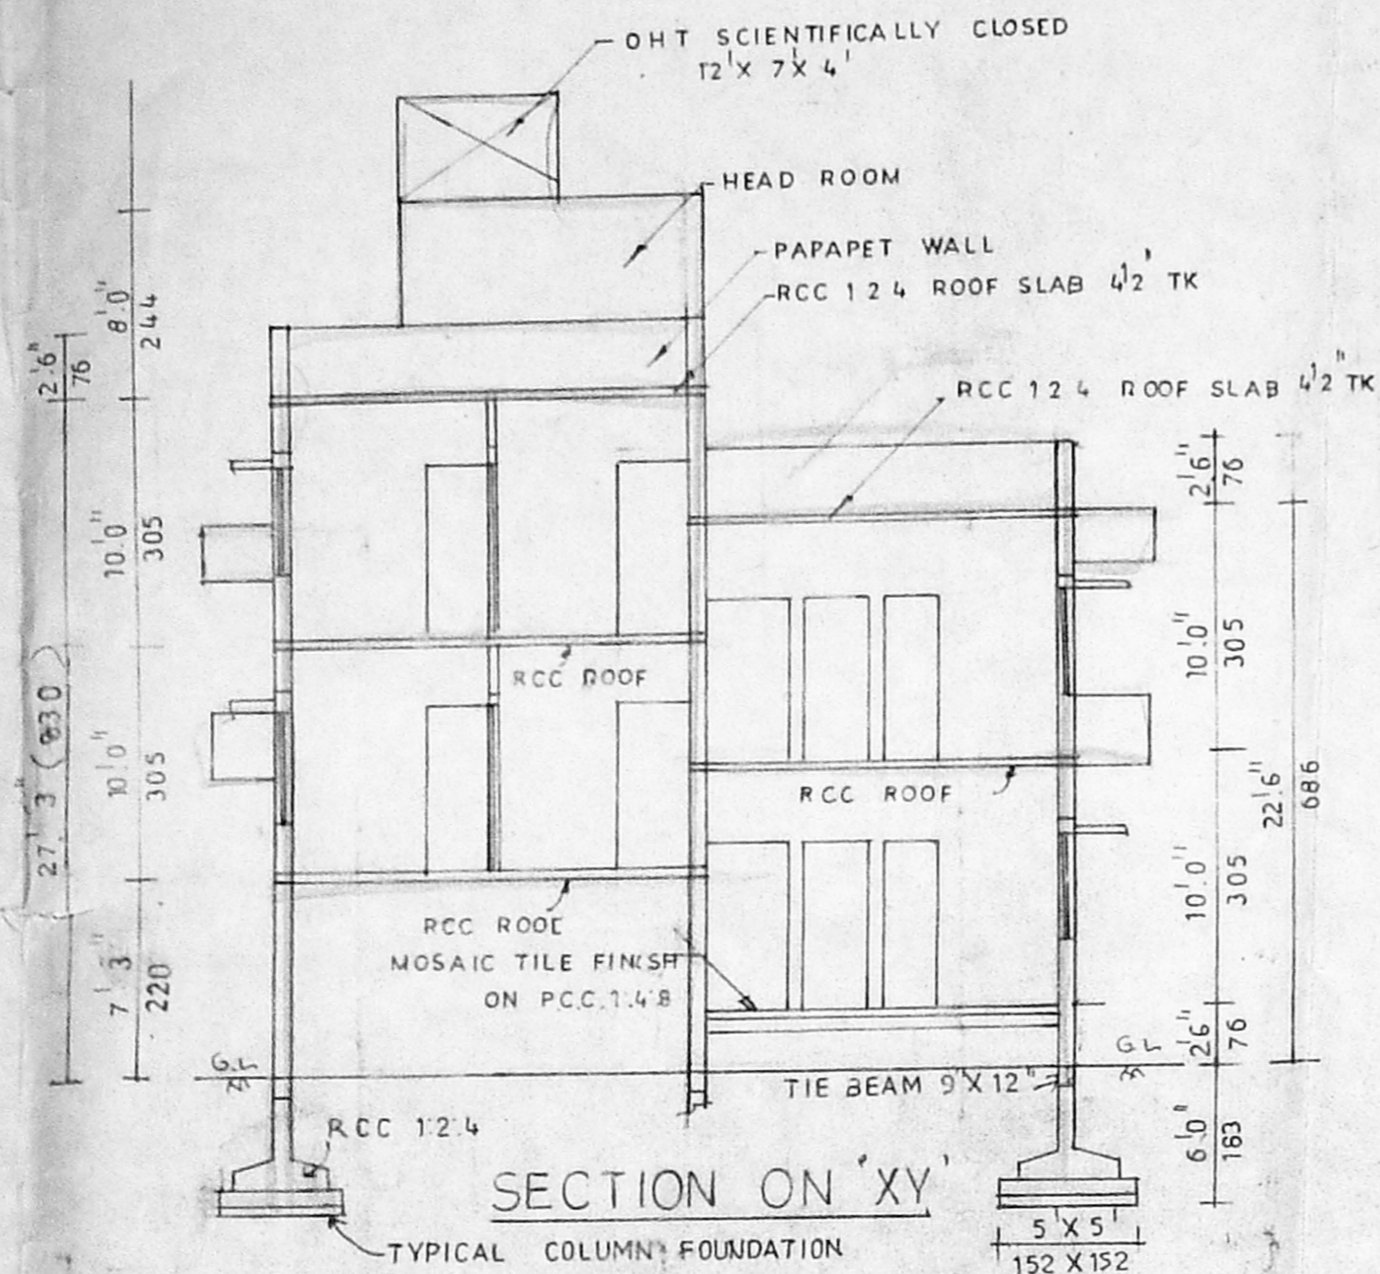 OHT SCIENTIFICALLY CLOSED
12' X 7' X 4'
HEAD ROOM
PAPAPET WALL
RCC 1 2 4 ROOF SLAB 4½' TK
RCC 1 2 4 ROOF SLAB 4½" TK
8'.0"
244
2'.6"
76
10'.0"
305
27'.3" (830)
10'.0"
305
7'.3"
220
2'.6"
76
10'.0"
305
22'.6"
686
10'.0"
305
2'.6"
76
6'.0"
163
RCC ROOF
RCC ROOF
RCC ROOF
MOSAIC TILE FINISH
ON P.C.C. 1:4:8
G.L
G.L
TIE BEAM 9"X 12"
RCC 1:2:4
SECTION ON 'XY'
5' X 5'
152 X 152
TYPICAL COLUMN FOUNDATION